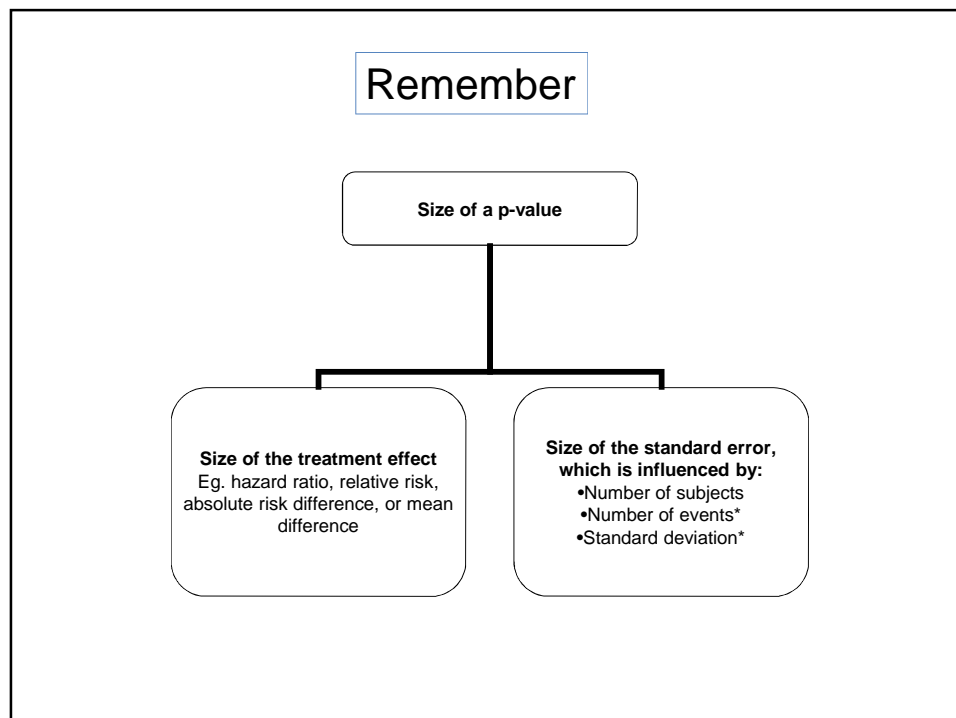 Remember
Size of a p-value
Size of the treatment effect
Eg. hazard ratio, relative risk,
absolute risk difference, or mean
difference
Size of the standard error,
which is influenced by:
•Number of subjects
•Number of events*
•Standard deviation*